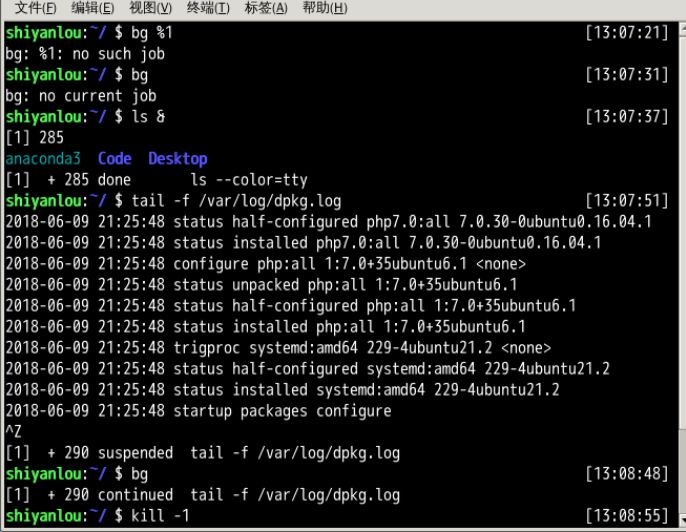 文件(F) 编辑(E) 视图(V) 终端(T) 标签(A) 帮助(H)
shiyanlou:~/ $ bg %1 [13:07:21]
bg: %1: no such job
shiyanlou:~/ $ bg [13:07:31]
bg: no current job
shiyanlou:~/ $ ls & [13:07:37]
[1] 285
anaconda3 Code Desktop
[1] + 285 done ls --color=tty
shiyanlou:~/ $ tail -f /var/log/dpkg.log [13:07:51]
2018-06-09 21:25:48 status half-configured php7.0:all 7.0.30-0ubuntu0.16.04.1
2018-06-09 21:25:48 status installed php7.0:all 7.0.30-0ubuntu0.16.04.1
2018-06-09 21:25:48 configure php:all 1:7.0+35ubuntu6.1 <none>
2018-06-09 21:25:48 status unpacked php:all 1:7.0+35ubuntu6.1
2018-06-09 21:25:48 status half-configured php:all 1:7.0+35ubuntu6.1
2018-06-09 21:25:48 status installed php:all 1:7.0+35ubuntu6.1
2018-06-09 21:25:48 trigproc systemd:amd64 229-4ubuntu21.2 <none>
2018-06-09 21:25:48 status half-configured systemd:amd64 229-4ubuntu21.2
2018-06-09 21:25:48 status installed systemd:amd64 229-4ubuntu21.2
2018-06-09 21:25:48 startup packages configure
^Z
[1] + 290 suspended tail -f /var/log/dpkg.log
shiyanlou:~/ $ bg [13:08:48]
[1] + 290 continued tail -f /var/log/dpkg.log
shiyanlou:~/ $ kill -1 [13:08:55]